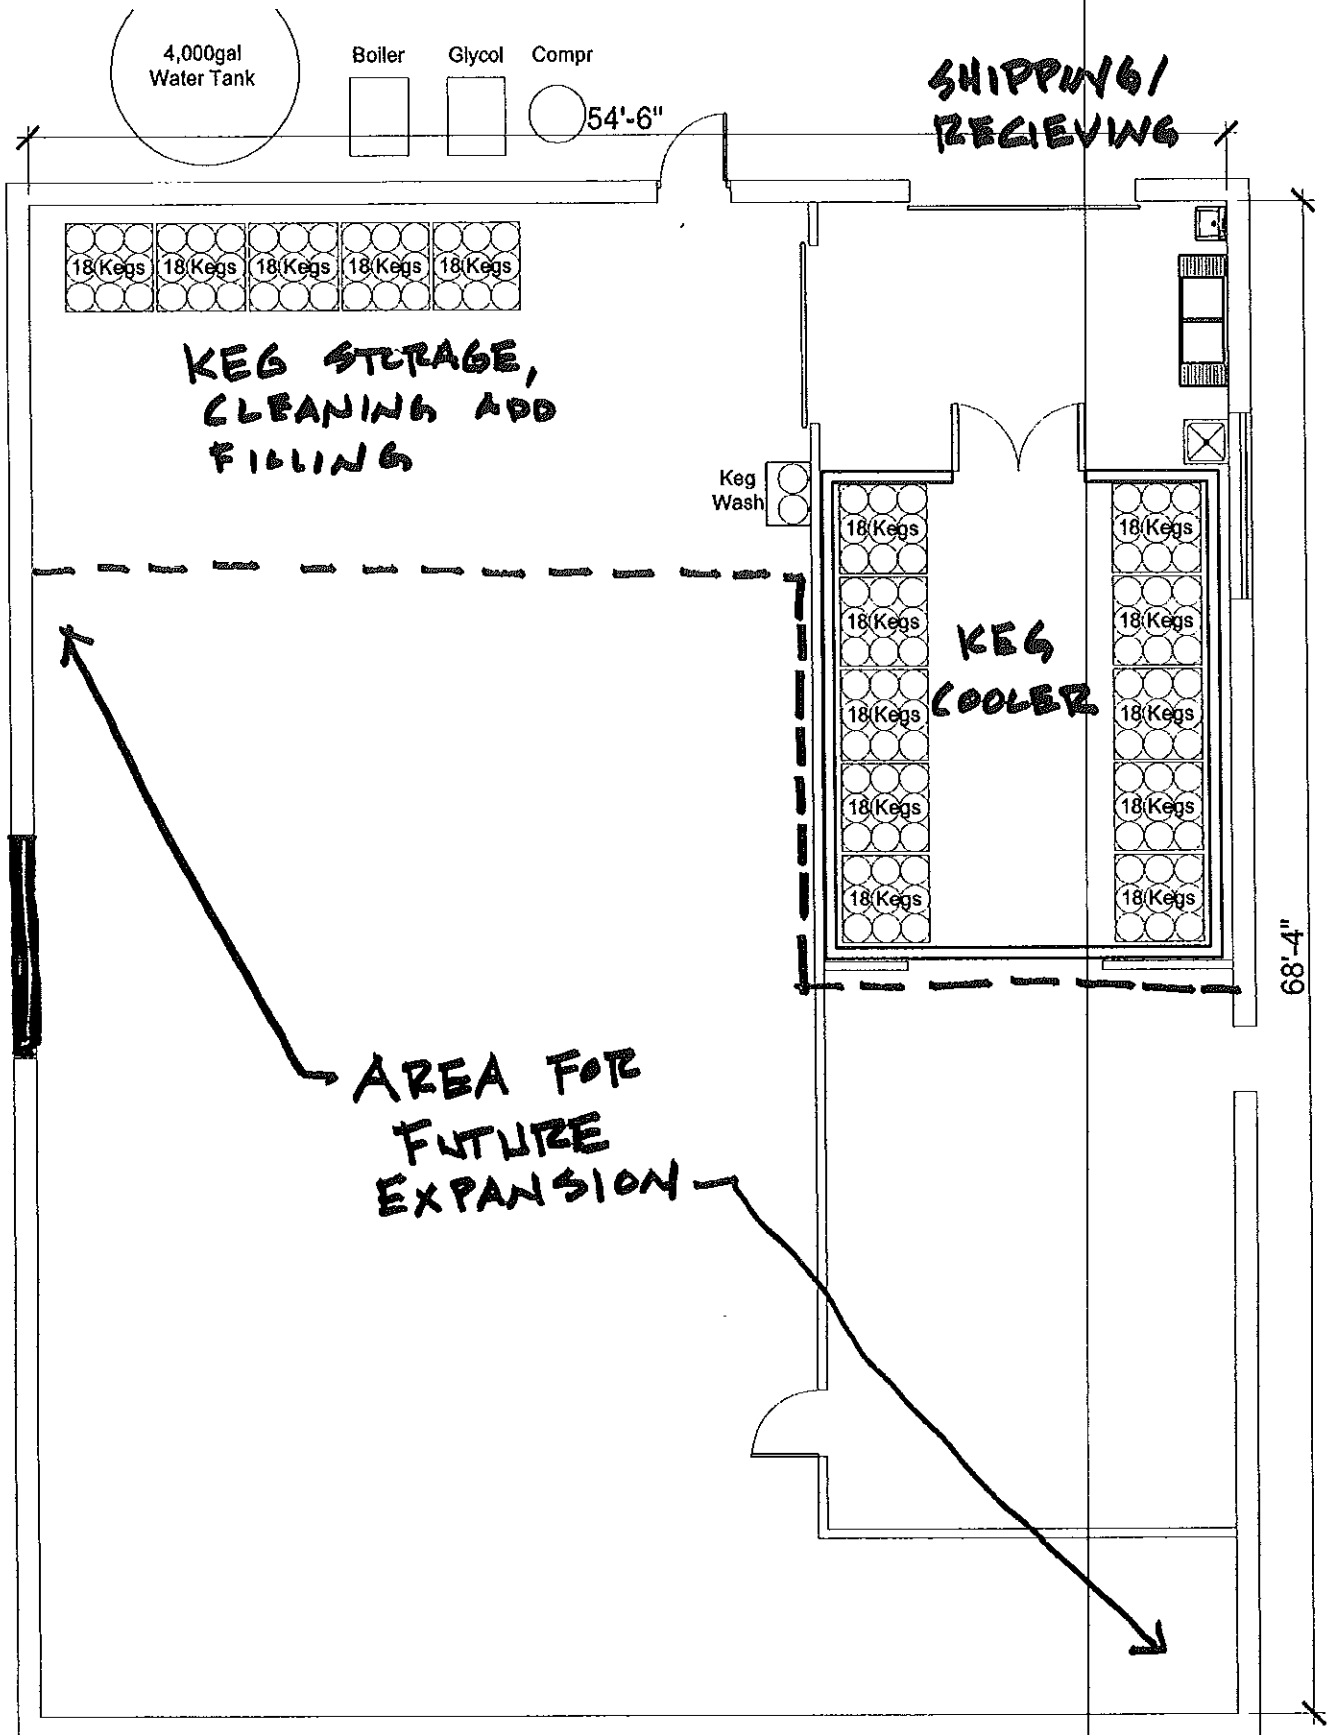 4,000gal
Water Tank
Boiler
Glycol
Compr
54'-6"
SHIPPING/
RECIEVING
18 Kegs 18 Kegs 18 Kegs 18 Kegs 18 Kegs
KEG STORAGE,
CLEANING ADD
FILLING
Keg
Wash
18 Kegs
18 Kegs
18 Kegs
18 Kegs
18 Kegs
KEG
COOLER
18 Kegs
18 Kegs
18 Kegs
18 Kegs
18 Kegs
68'-4"
AREA FOR
FUTURE
EXPANSION